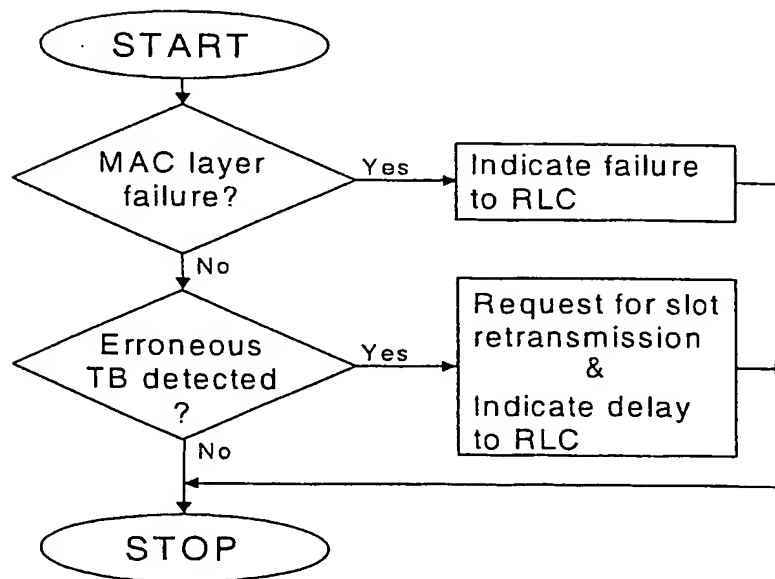 START
MAC layer
failure?
Yes
Indicate failure
to RLC
No
Erroneous
TB detected
?
Yes
Request for slot
retransmission
&
Indicate delay
to RLC
No
STOP